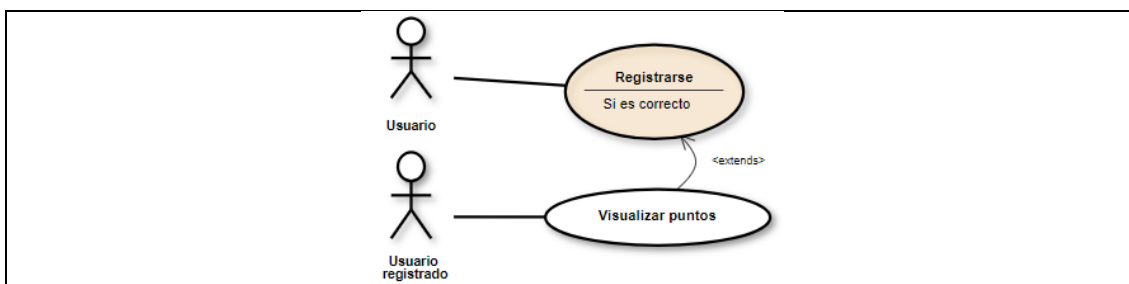 Registrarse
Si es correcto
Usuario
<extends>
Visualizar puntos
Usuario
registrado